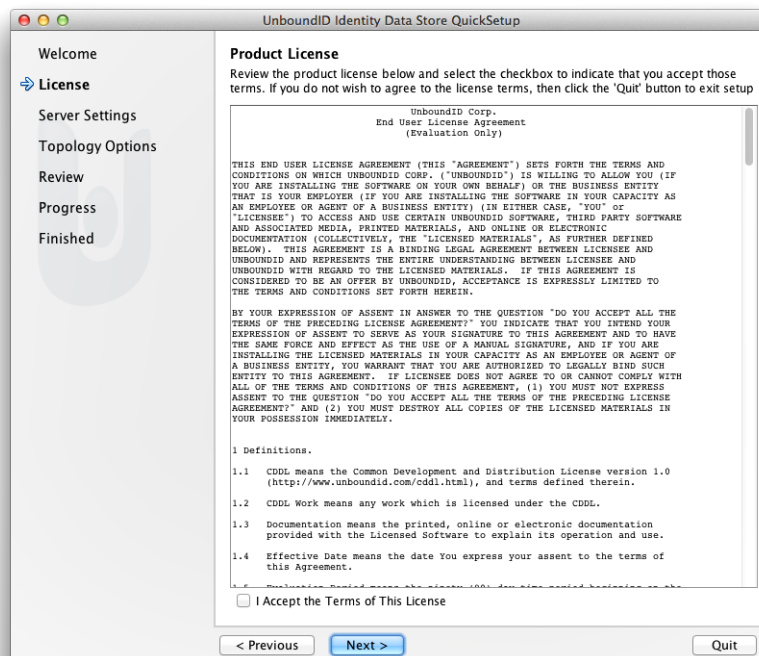 UnboundID Identity Data Store QuickSetup
Welcome
License
Server Settings
Topology Options
Review
Progress
Finished
Product License
Review the product license below and select the checkbox to indicate that you accept those
terms. If you do not wish to agree to the license terms, then click the 'Quit' button to exit setup
UnboundID Corp.
End User License Agreement
(Evaluation Only)
THIS END USER LICENSE AGREEMENT (THIS "AGREEMENT") SETS FORTH THE TERMS AND
CONDITIONS ON WHICH UNBOUNDID CORP. ("UNBOUNDID") IS WILLING TO ALLOW YOU (IF
YOU ARE INSTALLING THE SOFTWARE ON YOUR OWN BEHALF) OR THE BUSINESS ENTITY
THAT IS YOUR EMPLOYER (IF YOU ARE INSTALLING THE SOFTWARE IN YOUR CAPACITY AS
AN EMPLOYEE OR AGENT OF A BUSINESS ENTITY) (IN EITHER CASE, "YOU" or
"LICENSEE") TO ACCESS AND USE CERTAIN UNBOUNDID SOFTWARE, THIRD PARTY SOFTWARE
AND ASSOCIATED MEDIA, PRINTED MATERIALS, AND ONLINE OR ELECTRONIC
DOCUMENTATION (COLLECTIVELY, THE "LICENSED MATERIALS", AS FURTHER DEFINED
BELOW).  THIS AGREEMENT IS A BINDING LEGAL AGREEMENT BETWEEN LICENSEE AND
UNBOUNDID AND REPRESENTS THE ENTIRE UNDERSTANDING BETWEEN LICENSEE AND
UNBOUNDID WITH REGARD TO THE LICENSED MATERIALS.  IF THIS AGREEMENT IS
CONSIDERED TO BE AN OFFER BY UNBOUNDID, ACCEPTANCE IS EXPRESSLY LIMITED TO
THE TERMS AND CONDITIONS SET FORTH HEREIN.
BY YOUR EXPRESSION OF ASSENT IN ANSWER TO THE QUESTION "DO YOU ACCEPT ALL THE
TERMS OF THE PRECEDING LICENSE AGREEMENT?" YOU INDICATE THAT YOU INTEND YOUR
EXPRESSION OF ASSENT TO SERVE AS YOUR SIGNATURE TO THIS AGREEMENT AND TO HAVE
THE SAME FORCE AND EFFECT AS THE USE OF A MANUAL SIGNATURE, AND IF YOU ARE
INSTALLING THE LICENSED MATERIALS IN YOUR CAPACITY AS AN EMPLOYEE OR AGENT OF
A BUSINESS ENTITY, YOU WARRANT THAT YOU ARE AUTHORIZED TO LEGALLY BIND SUCH
ENTITY TO THIS AGREEMENT.  IF LICENSEE DOES NOT AGREE TO OR CANNOT COMPLY WITH
ALL OF THE TERMS AND CONDITIONS OF THIS AGREEMENT, (1) YOU MUST NOT EXPRESS
ASSENT TO THE QUESTION "DO YOU ACCEPT ALL THE TERMS OF THE PRECEDING LICENSE
AGREEMENT?" AND (2) YOU MUST DESTROY ALL COPIES OF THE LICENSED MATERIALS IN
YOUR POSSESSION IMMEDIATELY.
1 Definitions.
1.1 CDDL means the Common Development and Distribution License version 1.0
(http://www.unboundid.com/cddl.html), and terms defined therein.
1.2 CDDL Work means any work which is licensed under the CDDL.
1.3 Documentation means the printed, online or electronic documentation
provided with the Licensed Software to explain its operation and use.
1.4 Effective Date means the date You express your assent to the terms of
this Agreement.
I Accept the Terms of This License
< Previous
Next >
Quit